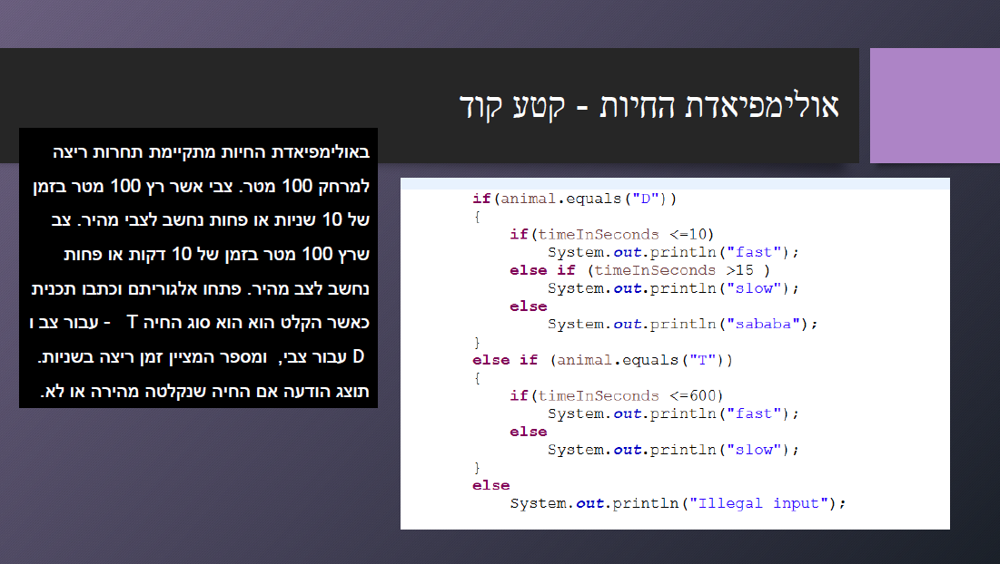 אולימפיאדת החיות - קטע קוד
באולימפיאדת החיות מתקיימת תחרות ריצה
למרחק 100 מטר. צבי אשר רץ 100 מטר בזמן
של 10 שניות או פחות נחשב לצבי מהיר. צב
שרץ 100 מטר בזמן של 10 דקות או פחות
נחשב לצב מהיר. פתחו אלגוריתם וכתבו תכנית
כאשר הקלט הוא הוא סוג החיה T - עבור צב ו
D עבור צבי, ומספר המציין זמן ריצה בשניות.
תוצג הודעה אם החיה שנקלטה מהירה או לא.
if(animal.equals("D"))
{
if(timeInSeconds <=10)
System.out.println("fast");
else if (timeInSeconds >15 )
System.out.println("slow");
else
System.out.println("sababa");
}
else if (animal.equals("T"))
{
if(timeInSeconds <=600)
System.out.println("fast");
else
System.out.println("slow");
}
else
System.out.println("Illegal input");